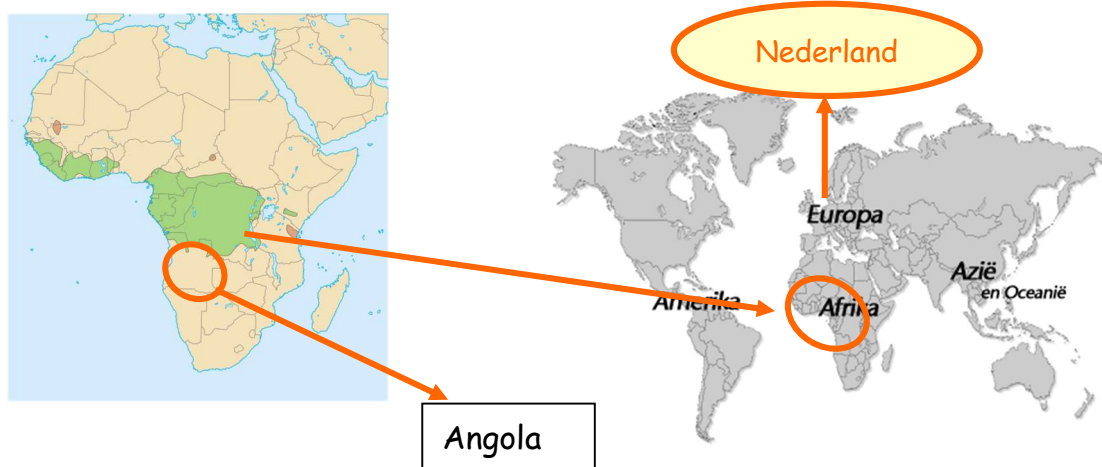 Nederland
Europa
Azië
en Oceanië
Amerika
Afrika
Angola